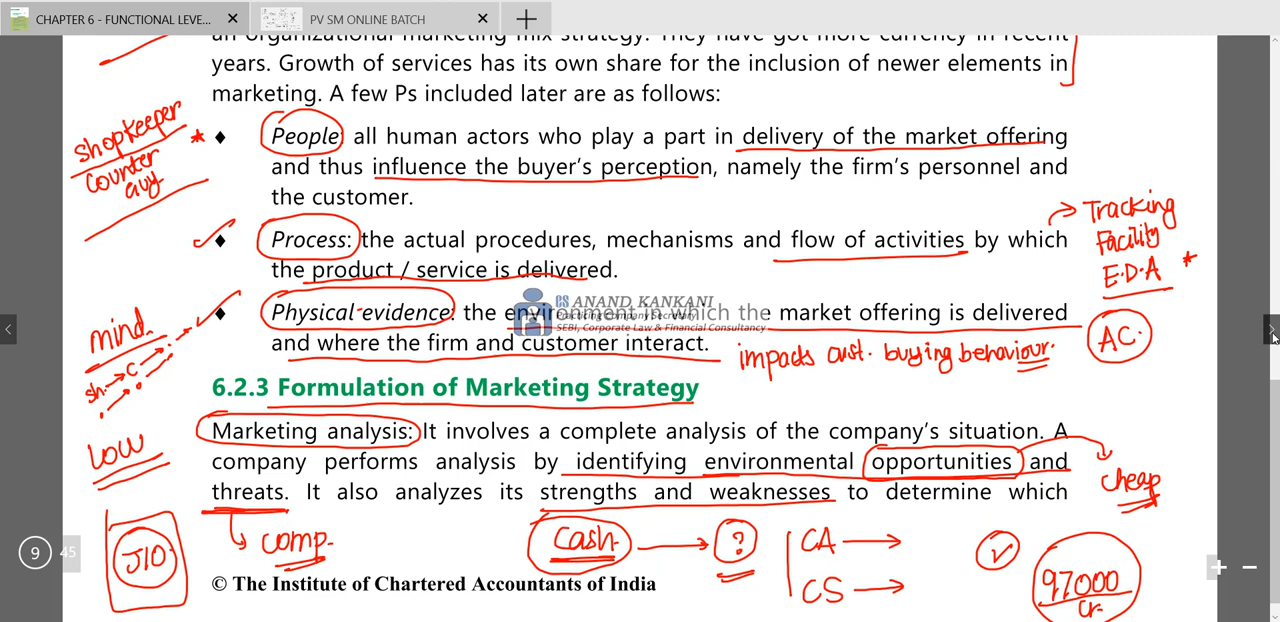 CHAPTER 6 - FUNCTIONAL LEVE...
PV SM ONLINE BATCH
an organizational marketing mix strategy. They have got more currency in recent
years. Growth of services has its own share for the inclusion of newer elements in
marketing. A few Ps included later are as follows:
Shopkeeper
Counter
guy
♦ People: all human actors who play a part in delivery of the market offering
and thus influence the buyer's perception, namely the firm's personnel and
the customer.
♦ Process: the actual procedures, mechanisms and flow of activities by which
the product / service is delivered.
Tracking
Facility
E.D.A
♦ Physical evidence: the environment in which the market offering is delivered
and where the firm and customer interact.
CS ANAND KANKANI
Practicing Company Secretary
SEBI, Corporate Law & Financial Consultancy
AC
impacts cust. buying behaviour.
mind
sh. → C
6.2.3 Formulation of Marketing Strategy
Marketing analysis: It involves a complete analysis of the company's situation. A
company performs analysis by identifying environmental opportunities and
threats. It also analyzes its strengths and weaknesses to determine which
LOW
cheap
JIO
comp.
Cash → ?
CA →
CS →
97000
Cr.
9 45
© The Institute of Chartered Accountants of India